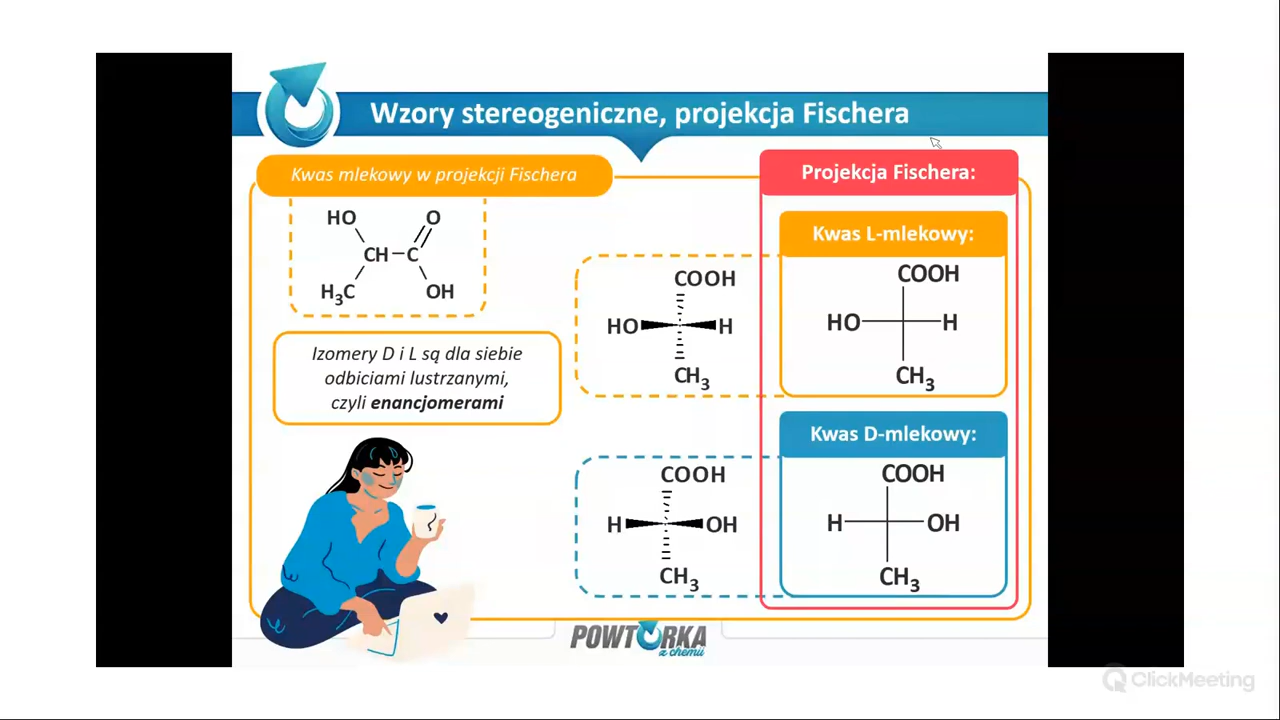 Wzory stereogeniczne, projekcja Fischera
Kwas mlekowy w projekcji Fischera
HO
O
CH
C
H₃C
OH
Izomery D i L są dla siebie
odbiciami lustrzanymi,
czyli enancjomerami
COOH
HO
H
CH₃
COOH
H
OH
CH₃
Projekcja Fischera:
Kwas L-mlekowy:
COOH
HO
H
CH₃
Kwas D-mlekowy:
COOH
H
OH
CH₃
POWTÓRKA
z chemii
ClickMeeting